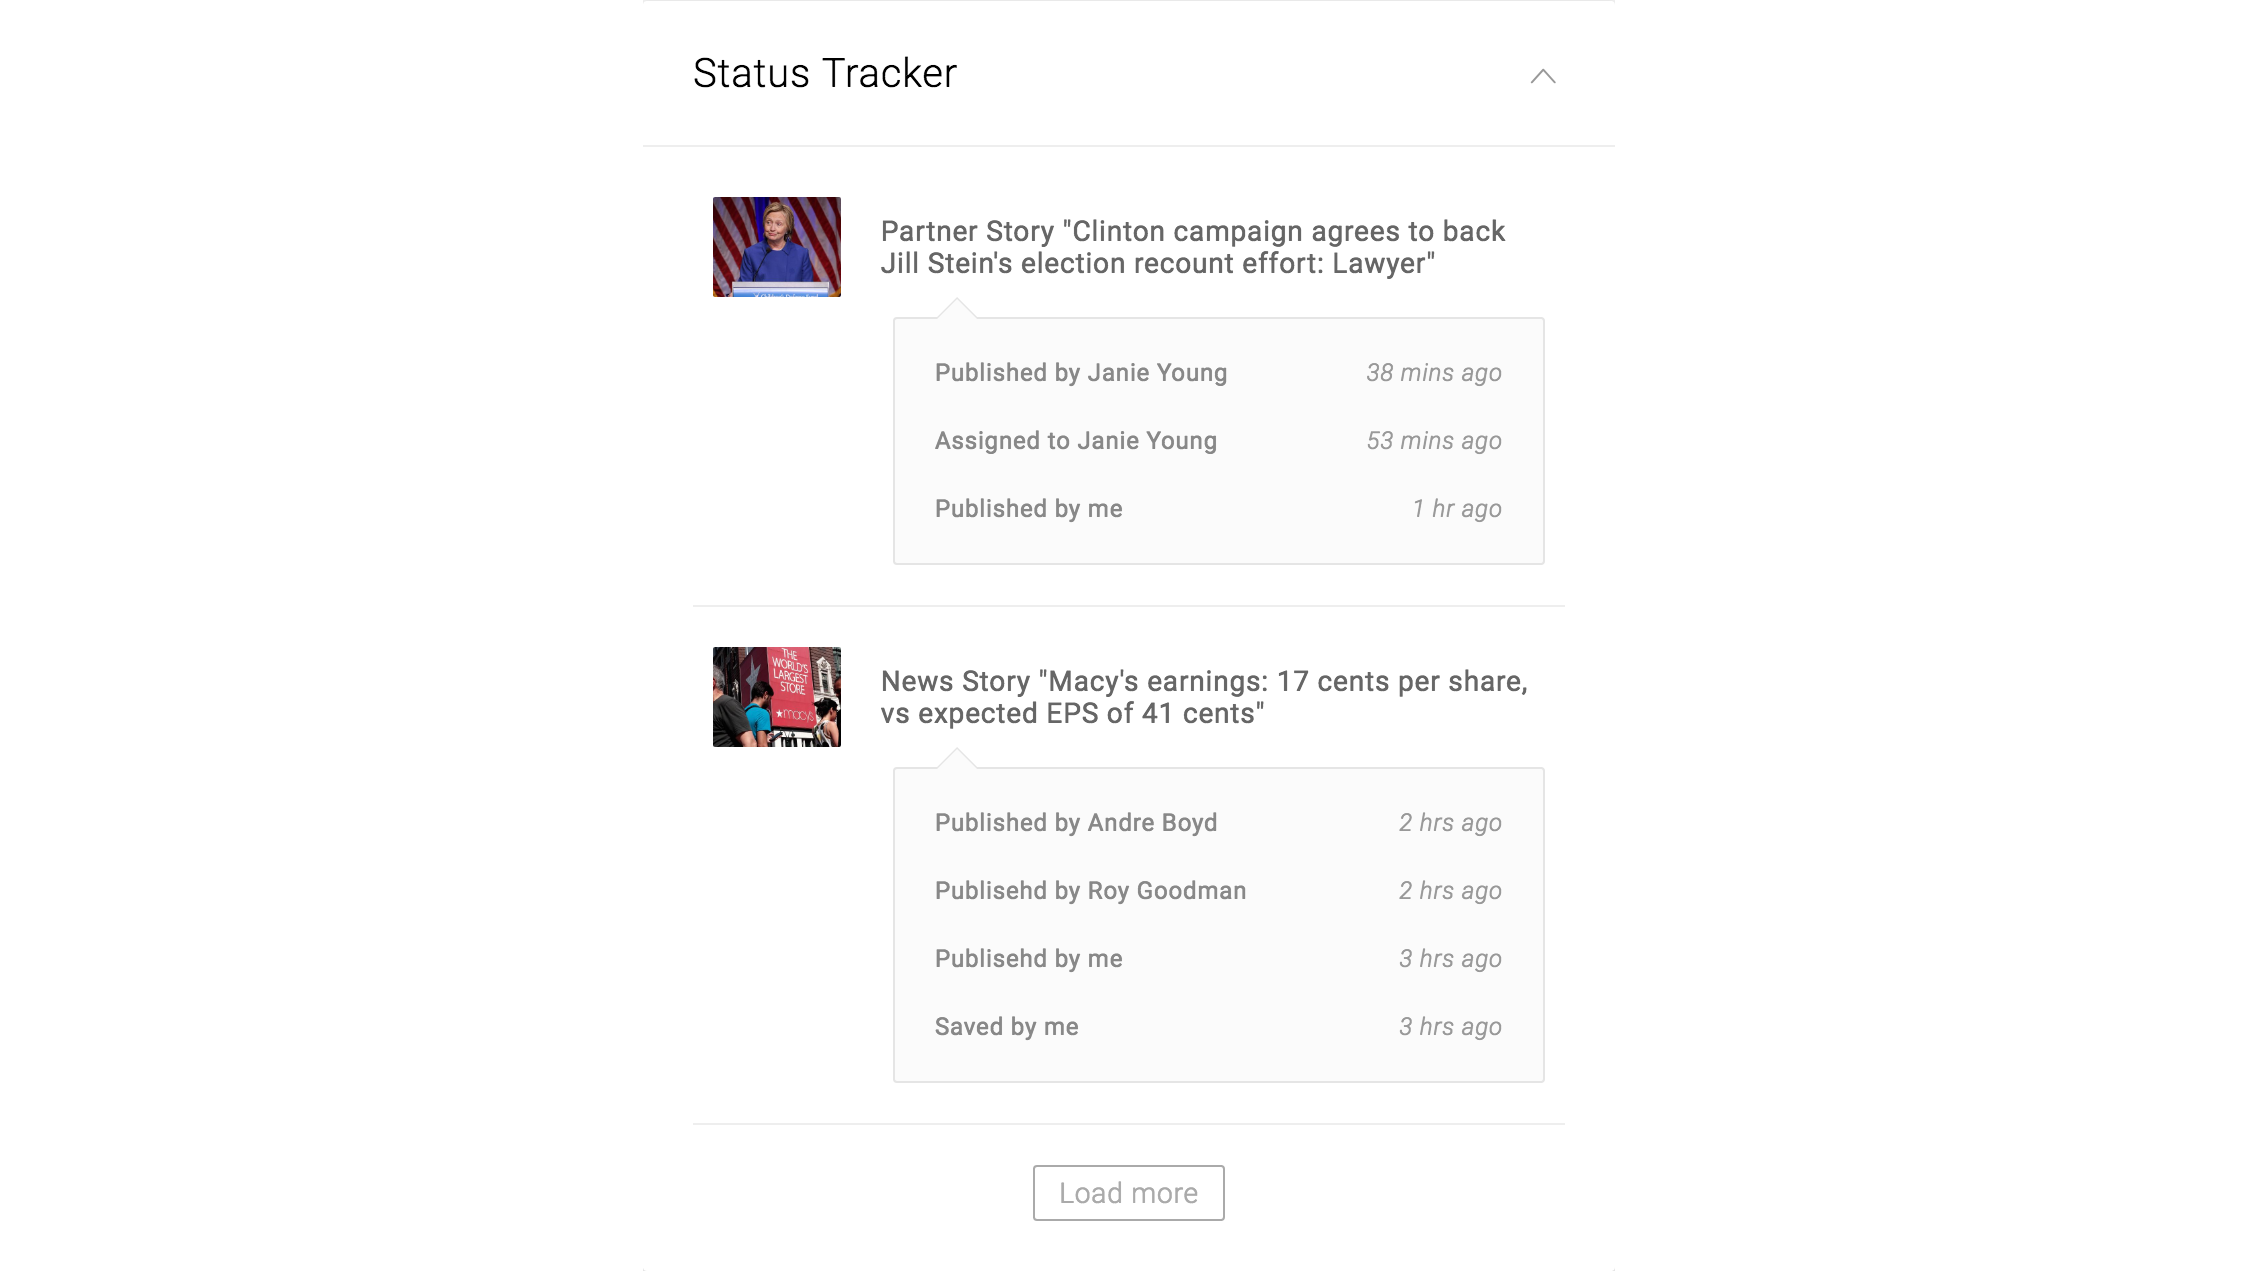 Status Tracker
Partner Story "Clinton campaign agrees to back
Jill Stein's election recount effort: Lawyer"
Published by Janie Young 38 mins ago
Assigned to Janie Young 53 mins ago
Published by me 1 hr ago
THE
WORLD'S
LARGEST
STORE
★macy's
News Story "Macy's earnings: 17 cents per share,
vs expected EPS of 41 cents"
Published by Andre Boyd 2 hrs ago
Publisehd by Roy Goodman 2 hrs ago
Publisehd by me 3 hrs ago
Saved by me 3 hrs ago
Load more